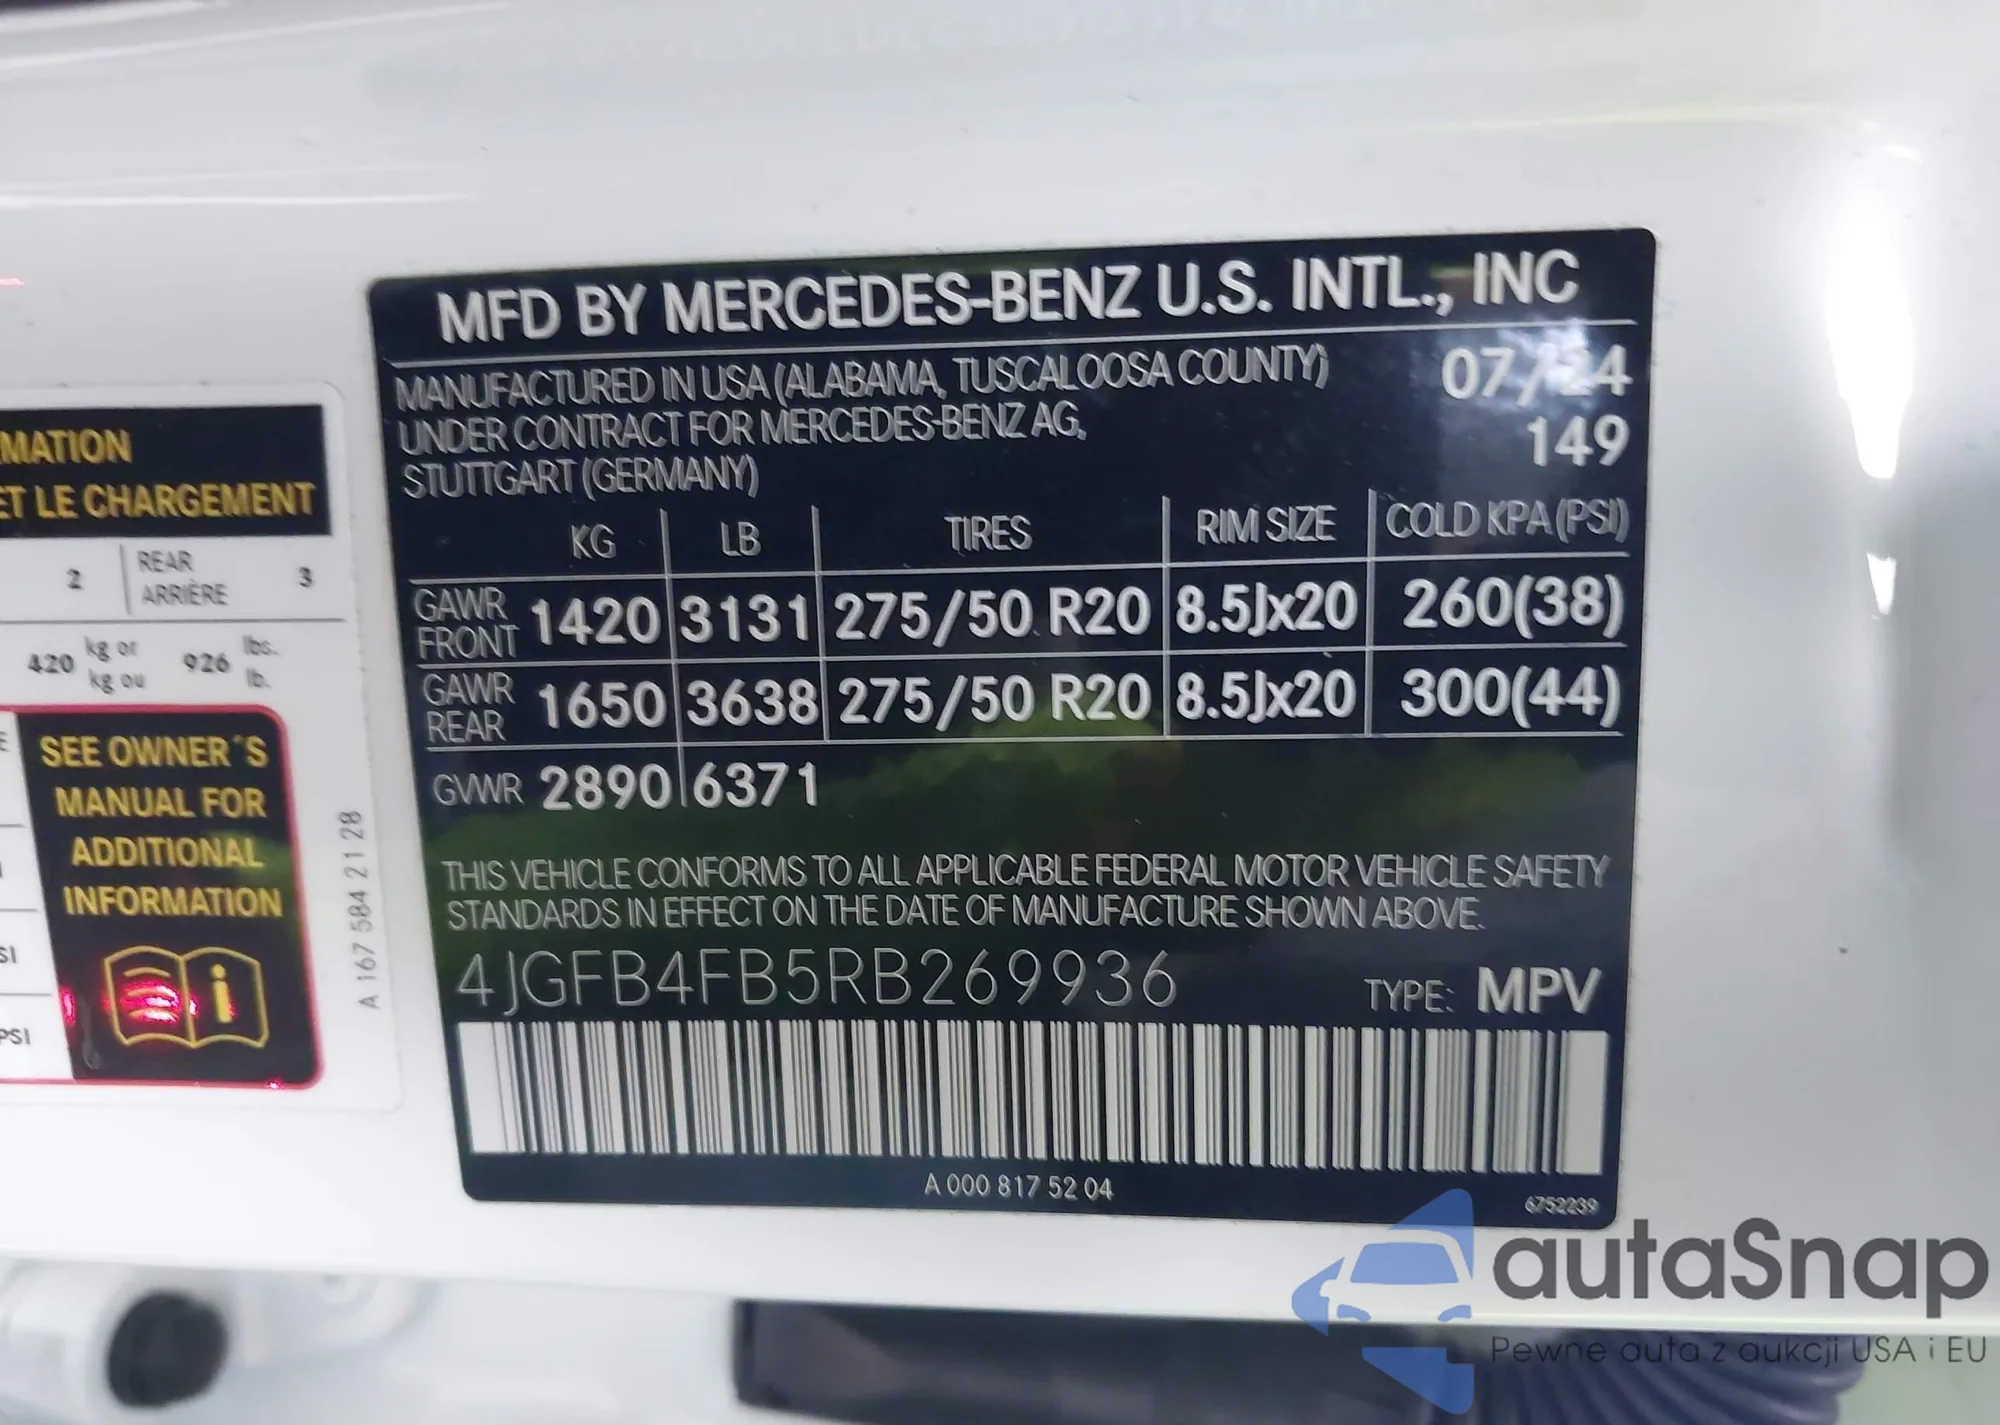 MFD BY MERCEDES-BENZ U.S. INTL., INC
MANUFACTURED IN USA (ALABAMA, TUSCALOOSA COUNTY) 07/24
UNDER CONTRACT FOR MERCEDES-BENZ AG, 149
STUTTGART (GERMANY)
KG LB TIRES RIM SIZE COLD KPA (PSI)
GAWR FRONT 1420 3131 275/50 R20 8.5Jx20 260(38)
GAWR REAR 1650 3638 275/50 R20 8.5Jx20 300(44)
GVWR 2890 6371
THIS VEHICLE CONFORMS TO ALL APPLICABLE FEDERAL MOTOR VEHICLE SAFETY
STANDARDS IN EFFECT ON THE DATE OF MANUFACTURE SHOWN ABOVE.
4JGFB4FB5RB269936 TYPE: MPV
A 000 817 52 04
6752239
RMATION
ET LE CHARGEMENT
2 REAR ARRIÈRE 3
420 kg or kg ou 926 lbs. lb.
SEE OWNER´S
MANUAL FOR
ADDITIONAL
INFORMATION
SI
PSI
A 167 584 21 28
autaSnap
Pewne auta z aukcji USA i EU